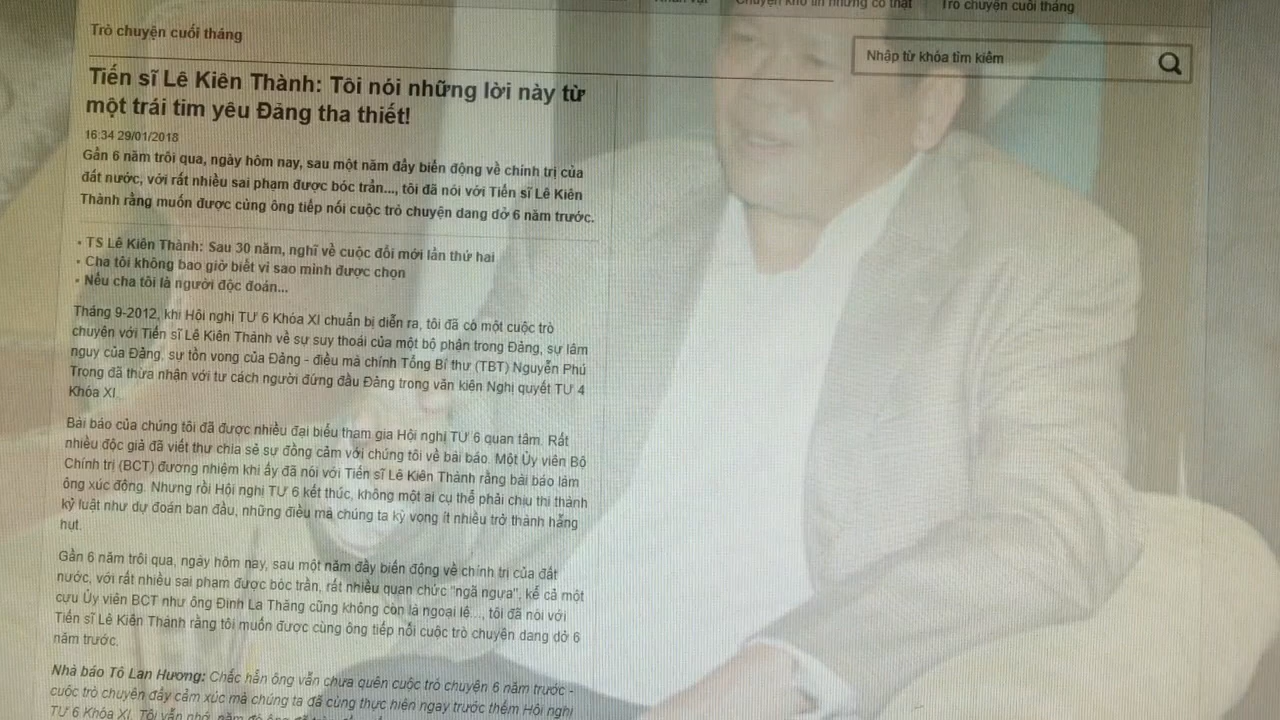 Chuyện khó tin nhưng có thật
Trò chuyện cuối tháng
Trò chuyện cuối tháng
Nhập từ khóa tìm kiếm
Tiến sĩ Lê Kiên Thành: Tôi nói những lời này từ
một trái tim yêu Đảng tha thiết!
16:34 29/01/2018
Gần 6 năm trôi qua, ngày hôm nay, sau một năm đầy biến động về chính trị của
đất nước, với rất nhiều sai phạm được bóc trần..., tôi đã nói với Tiến sĩ Lê Kiên
Thành rằng muốn được cùng ông tiếp nối cuộc trò chuyện dang dở 6 năm trước.
• TS Lê Kiên Thành: Sau 30 năm, nghĩ về cuộc đổi mới lần thứ hai
• Cha tôi không bao giờ biết vì sao mình được chọn
• Nếu cha tôi là người độc đoán...
Tháng 9-2012, khi Hội nghị TƯ 6 Khóa XI chuẩn bị diễn ra, tôi đã có một cuộc trò
chuyện với Tiến sĩ Lê Kiên Thành về sự suy thoái của một bộ phận trong Đảng, sự lâm
nguy của Đảng, sự tồn vong của Đảng - điều mà chính Tổng Bí thư (TBT) Nguyễn Phú
Trọng đã thừa nhận với tư cách người đứng đầu Đảng trong văn kiện Nghị quyết TƯ 4
Khóa XI.
Bài báo của chúng tôi đã được nhiều đại biểu tham gia Hội nghị TƯ 6 quan tâm. Rất
nhiều độc giả đã viết thư chia sẻ sự đồng cảm với chúng tôi về bài báo. Một Ủy viên Bộ
Chính trị (BCT) đương nhiệm khi ấy đã nói với Tiến sĩ Lê Kiên Thành rằng bài báo làm
ông xúc động. Nhưng rồi Hội nghị TƯ 6 kết thúc, không một ai cụ thể phải chịu thi thành
kỷ luật như dự đoán ban đầu, những điều mà chúng ta kỳ vọng ít nhiều trở thành hẫng
hụt.
Gần 6 năm trôi qua, ngày hôm nay, sau một năm đầy biến động về chính trị của đất
nước, với rất nhiều sai phạm được bóc trần, rất nhiều quan chức "ngã ngựa", kể cả một
cựu Ủy viên BCT như ông Đinh La Thăng cũng không còn là ngoại lệ..., tôi đã nói với
Tiến sĩ Lê Kiên Thành rằng tôi muốn được cùng ông tiếp nối cuộc trò chuyện dang dở 6
năm trước.
Nhà báo Tô Lan Hương: Chắc hẳn ông vẫn chưa quên cuộc trò chuyện 6 năm trước -
cuộc trò chuyện đầy cảm xúc mà chúng ta đã cùng thực hiện ngay trước thềm Hội nghị
TƯ 6 Khóa XI. Tôi vẫn nhớ, năm đó